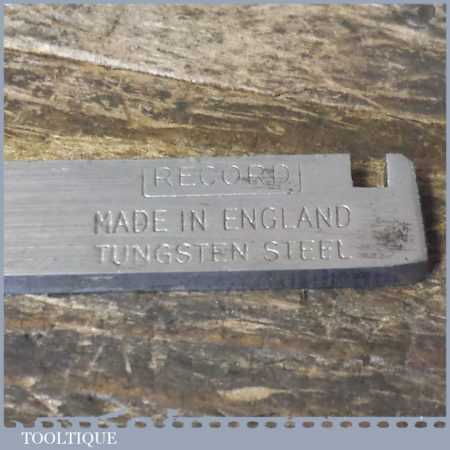 RECORD
MADE IN ENGLAND
TUNGSTEN STEEL
TOOLTIQUE